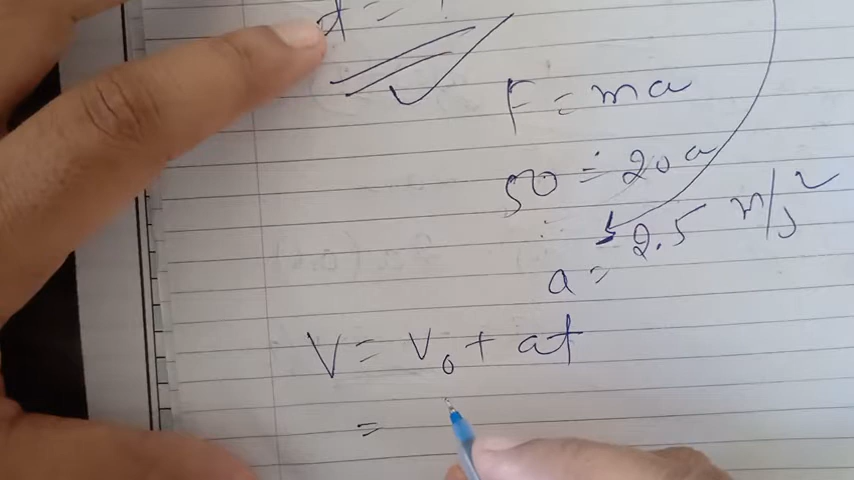 F = ma
50 = 20a
a = 2.5 m/s²
V = V₀ + at
=